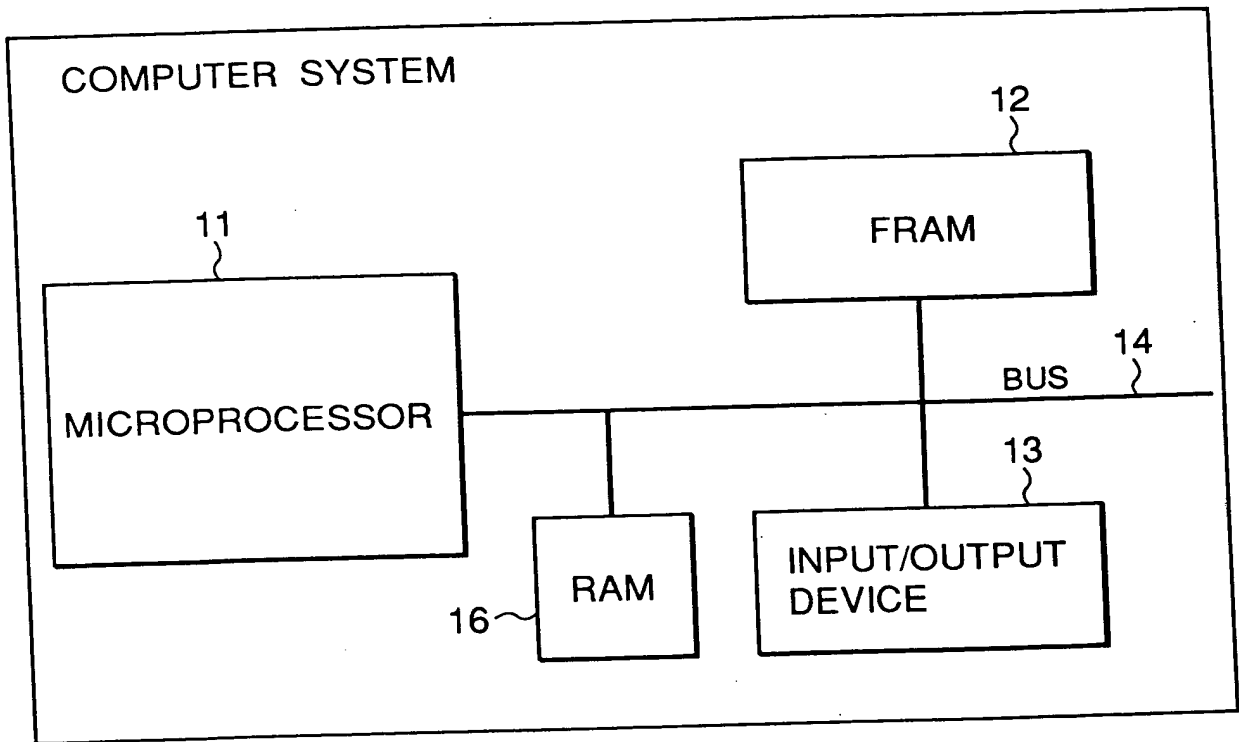 COMPUTER SYSTEM
12
FRAM
11
MICROPROCESSOR
BUS
14
13
INPUT/OUTPUT
DEVICE
RAM
16